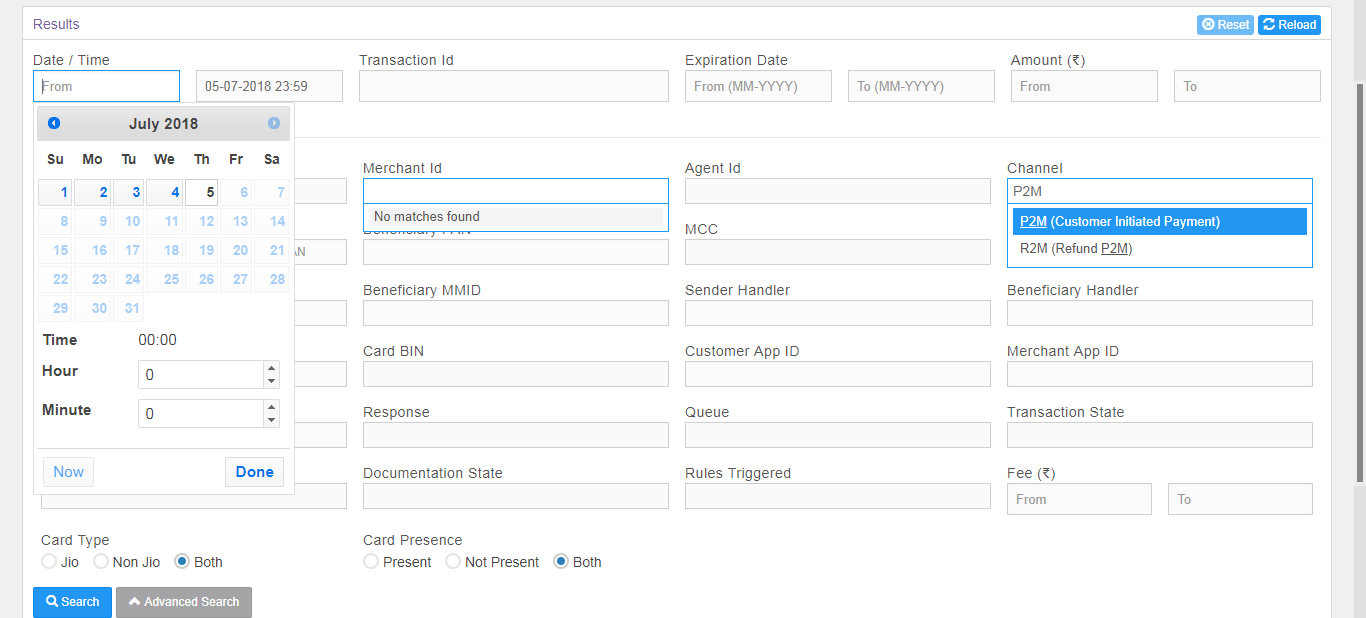 Results
Reset
Reload
Date / Time
Transaction Id
Expiration Date
Amount (₹)
From
05-07-2018 23:59
From (MM-YYYY)
To (MM-YYYY)
From
To
July 2018
Su Mo Tu We Th Fr Sa
1 2 3 4 5 6 7
8 9 10 11 12 13 14
15 16 17 18 19 20 21
22 23 24 25 26 27 28
29 30 31
Time 00:00
Hour 0
Minute 0
Now Done
Merchant Id
Agent Id
Channel
P2M
No matches found
P2M (Customer Initiated Payment)
R2M (Refund P2M)
MCC
AN
Beneficiary MMID
Sender Handler
Beneficiary Handler
Card BIN
Customer App ID
Merchant App ID
Response
Queue
Transaction State
Documentation State
Rules Triggered
Fee (₹)
From
To
Card Type
Card Presence
Jio Non Jio Both
Present Not Present Both
Search
Advanced Search